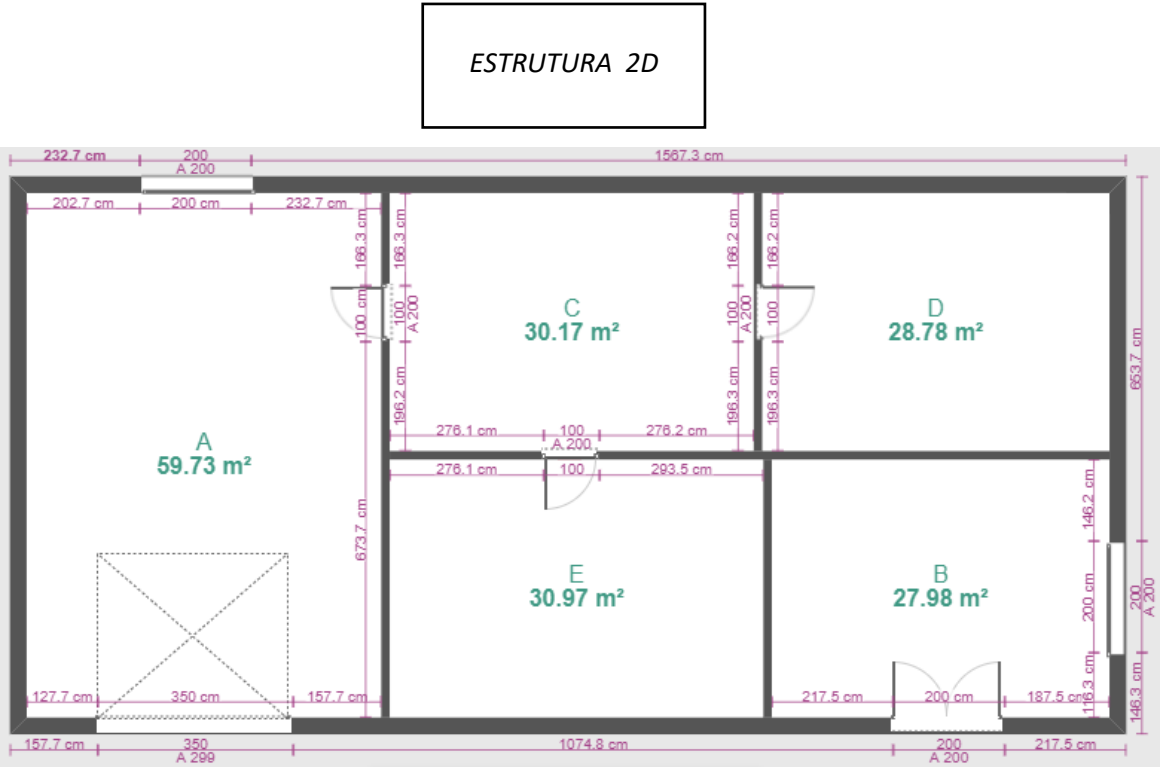 ESTRUTURA 2D
232.7 cm
200
A 200
1567.3 cm
202.7 cm
200 cm
232.7 cm
166.3 cm
166.3 cm
166.2 cm
166.2 cm
100 cm
100
A 200
100
A 200
100
C
30.17 m²
D
28.78 m²
653.7 cm
196.2 cm
196.3 cm
196.3 cm
276.1 cm
100
A 200
276.2 cm
A
59.73 m²
276.1 cm
100
293.5 cm
146.2 cm
673.7 cm
E
30.97 m²
B
27.98 m²
200 cm
200
A 200
127.7 cm
350 cm
157.7 cm
217.5 cm
200 cm
187.5 cm
116.3 cm
146.3 cm
157.7 cm
350
A 299
1074.8 cm
200
A 200
217.5 cm